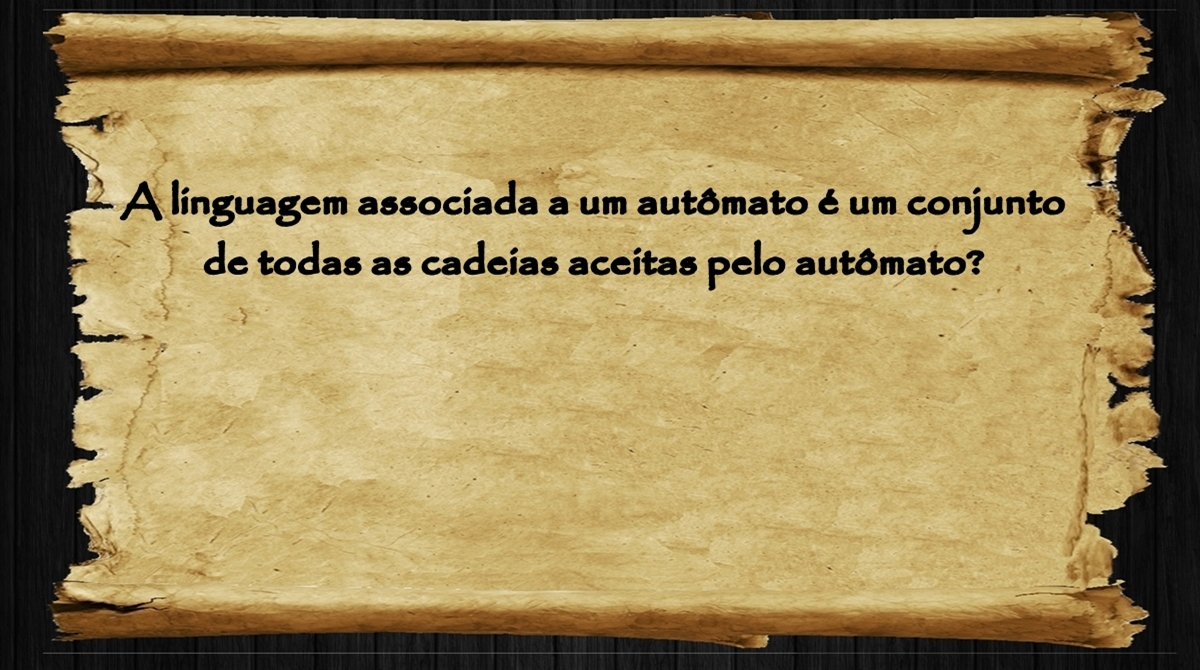 A linguagem associada a um autômato é um conjunto
de todas as cadeias aceitas pelo autômato?